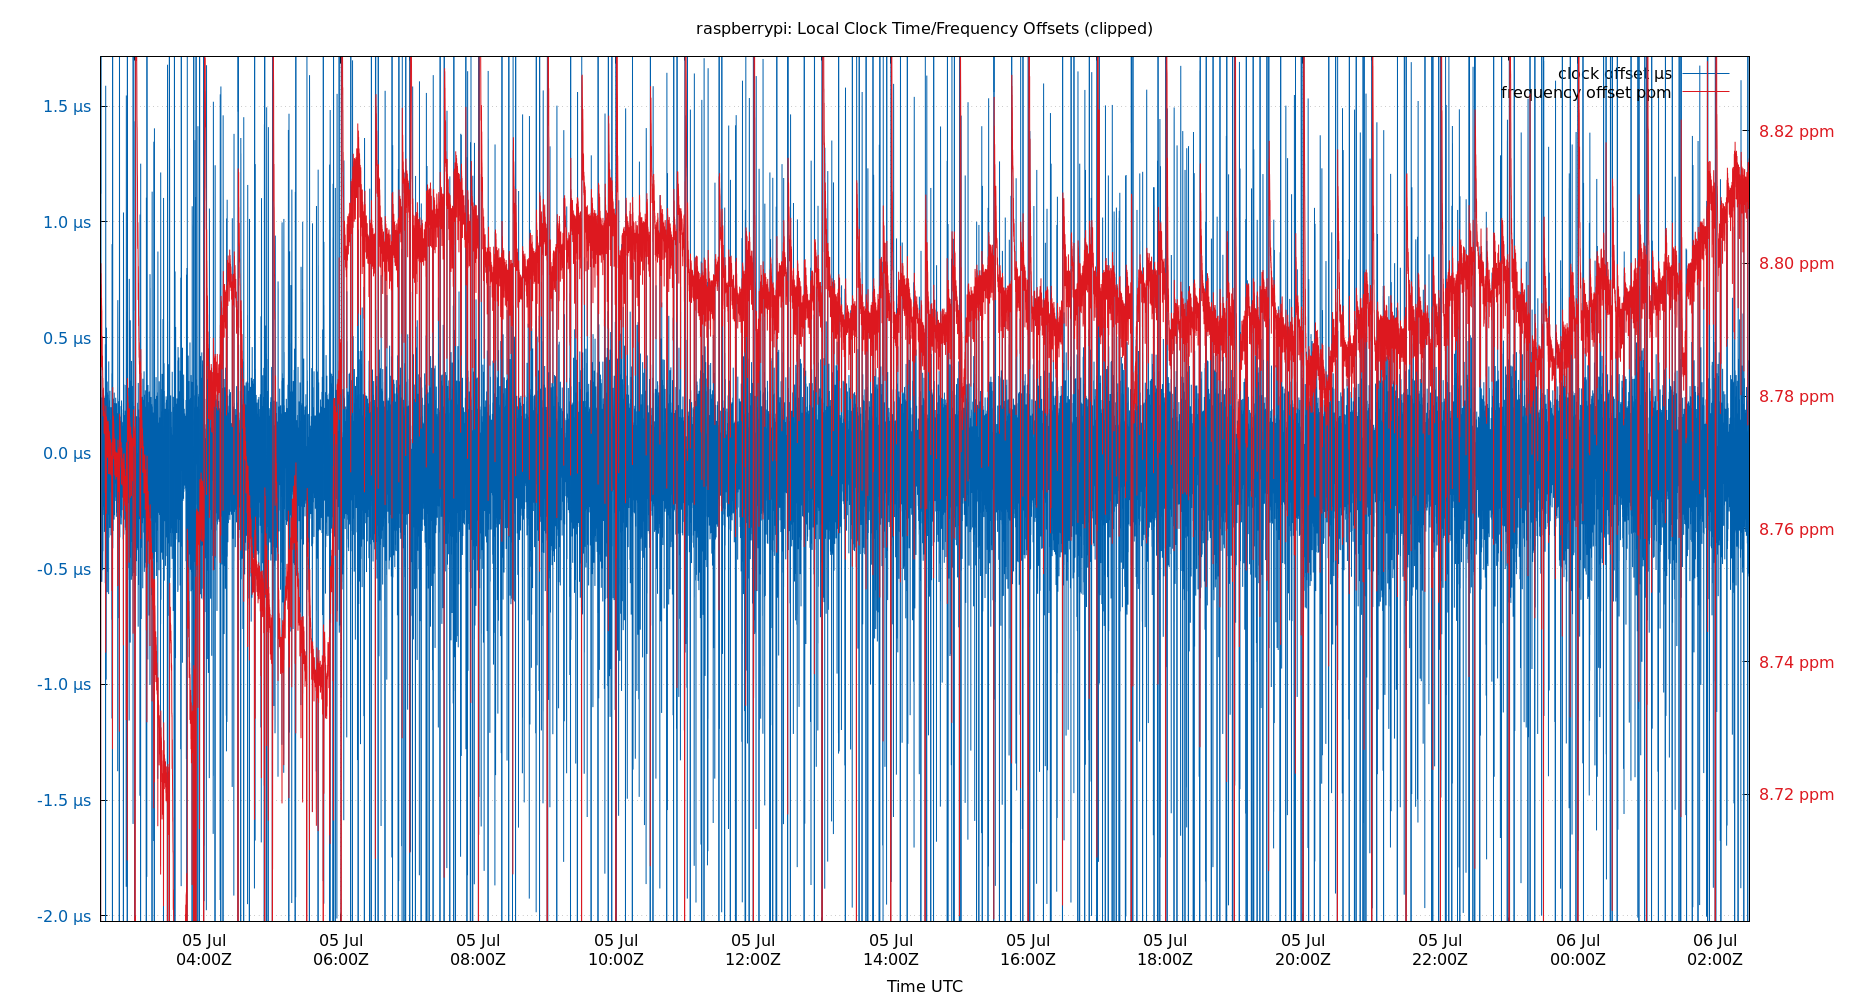 raspberrypi: Local Clock Time/Frequency Offsets (clipped)
clock offset µs
frequency offset ppm
1.5 µs
1.0 µs
0.5 µs
0.0 µs
-0.5 µs
-1.0 µs
-1.5 µs
-2.0 µs
8.82 ppm
8.80 ppm
8.78 ppm
8.76 ppm
8.74 ppm
8.72 ppm
05 Jul 05 Jul 05 Jul 05 Jul 05 Jul 05 Jul 05 Jul 05 Jul 05 Jul 05 Jul 06 Jul 06 Jul
04:00Z 06:00Z 08:00Z 10:00Z 12:00Z 14:00Z 16:00Z 18:00Z 20:00Z 22:00Z 00:00Z 02:00Z
Time UTC